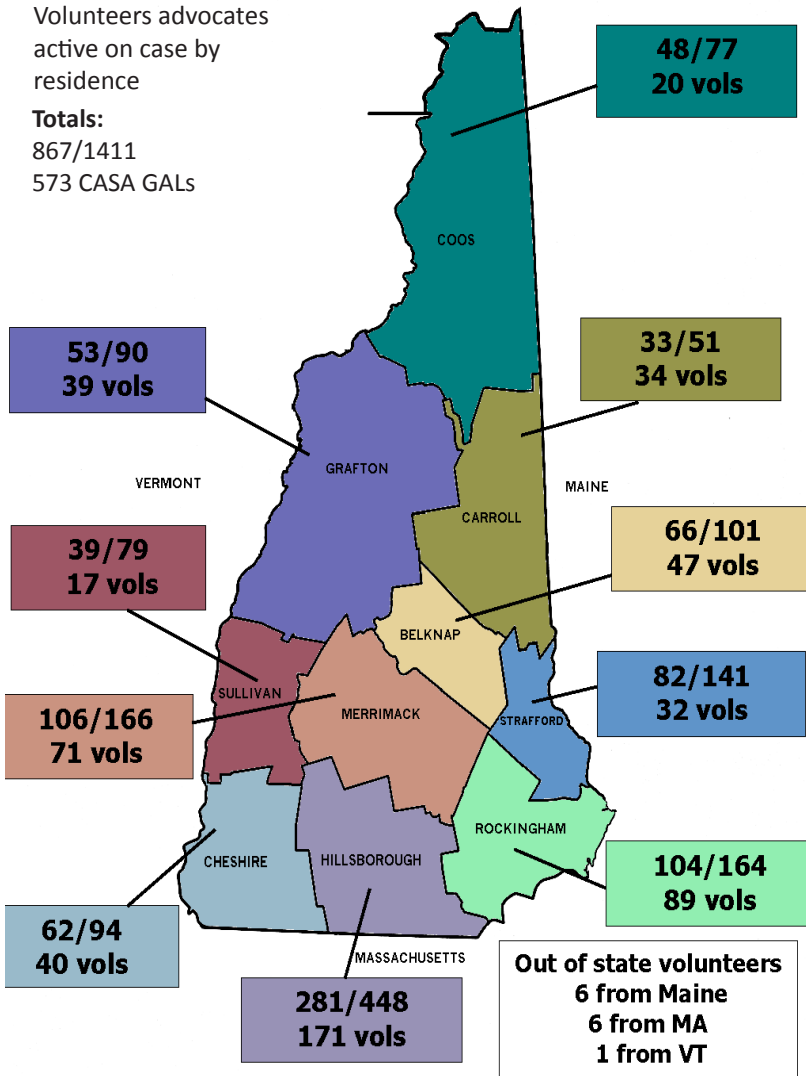 Volunteers advocates
active on case by
residence
Totals:
867/1411
573 CASA GALs
48/77
20 vols
COOS
53/90
39 vols
33/51
34 vols
GRAFTON
VERMONT
MAINE
CARROLL
39/79
17 vols
66/101
47 vols
BELKNAP
SULLIVAN
MERRIMACK
STRAFFORD
82/141
32 vols
106/166
71 vols
CHESHIRE
HILLSBOROUGH
ROCKINGHAM
104/164
89 vols
62/94
40 vols
MASSACHUSETTS
281/448
171 vols
Out of state volunteers
6 from Maine
6 from MA
1 from VT